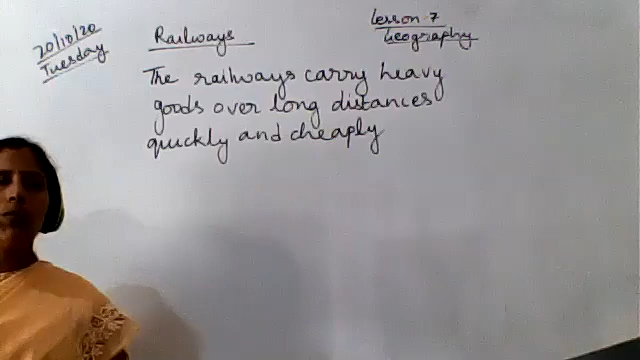 20/10/20
Tuesday
Railways
Lesson-7
Geography
The railways carry heavy
goods over long distances
quickly and cheaply